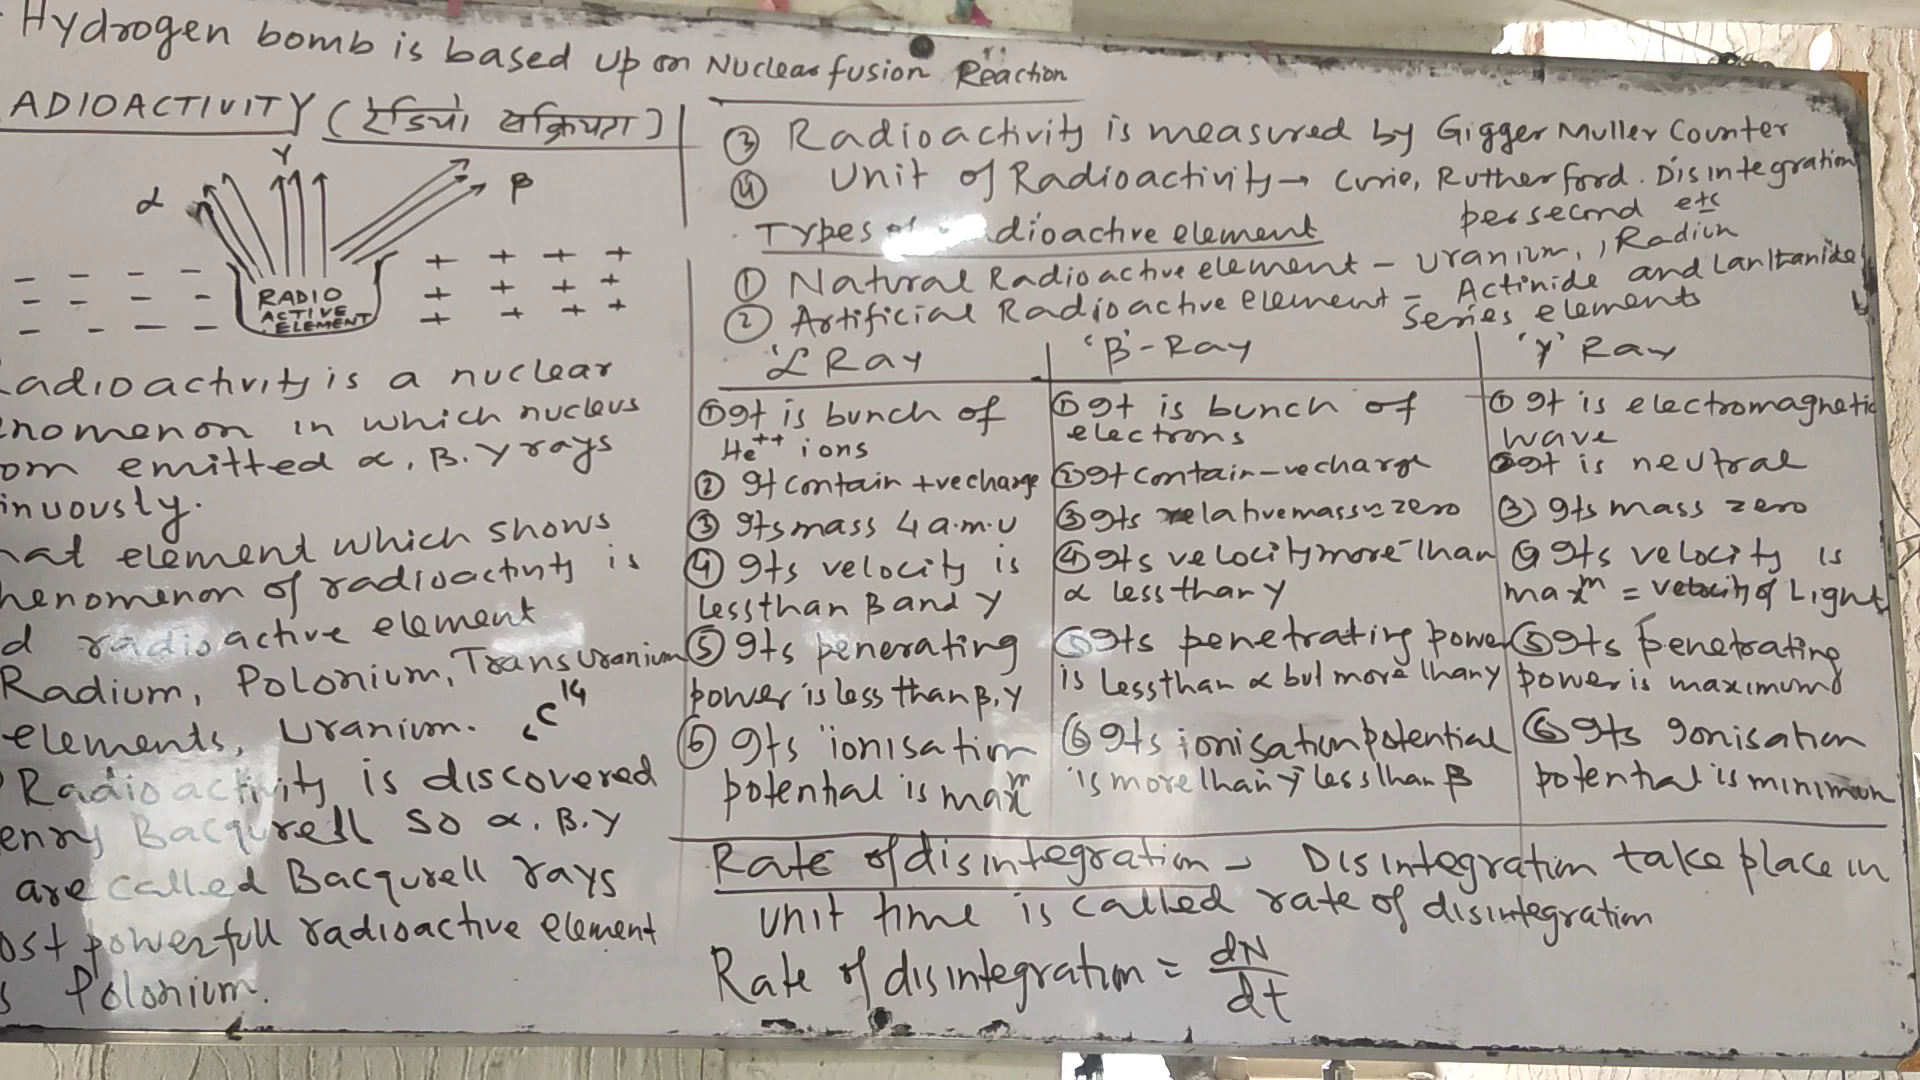 Hydrogen bomb is based up on Nuclear fusion Reaction
ADIOACTIVITY (रेडियो सक्रियता)
γ
α
β
- - - -
- - - -
- - - -
+ + + +
+ + + +
+ + + +
RADIO
ACTIVE
ELEMENT
adioactivity is a nuclear
enomenon in which nucleus
om emitted α, β, γ rays
inuously.
hat element which shows
henomenon of radioactivity is
d radioactive element
Radium, Polonium, Transuranium
elements, Uranium. ₆C¹⁴
Radioactivity is discovered
enry Bacqurell so α, β, γ
are called Bacqurell rays
ost powerfull radioactive element
s Polonium.
③ Radioactivity is measured by Gigger Muller Counter
④ Unit of Radioactivity → Curie, Rutherford. Disintegration
per second etc
Types of dioactive element
① Natural Radioactive element - Uranium, Radium
② Artificial Radioactive element - Actinide and Lanthanide
Series elements
'α Ray
① It is bunch of
He⁺⁺ ions
② It contain +ve charge
③ Its mass 4 a.m.u
④ Its velocity is
less than β and γ
⑤ Its penerating
power is less than β, γ
⑥ Its ionisation
potential is maxᵐ
'β'-Ray
① It is bunch of
electrons
② It contain -ve charge
③ Its relative mass = zero
④ Its velocity more than
α less than γ
⑤ Its penetrating power
is less than α but more than γ
⑥ Its ionisation potential
is more than γ less than β
'γ' Ray
① It is electromagnetic
wave
② It is neutral
③ Its mass zero
④ Its velocity is
maxᵐ = velocity of Light
⑤ Its penetrating
power is maximum
⑥ Its Ionisation
potential is minimum
Rate of disintegration → Disintegration take place in
unit time is called rate of disintegration
Rate of disintegration = dN/dt